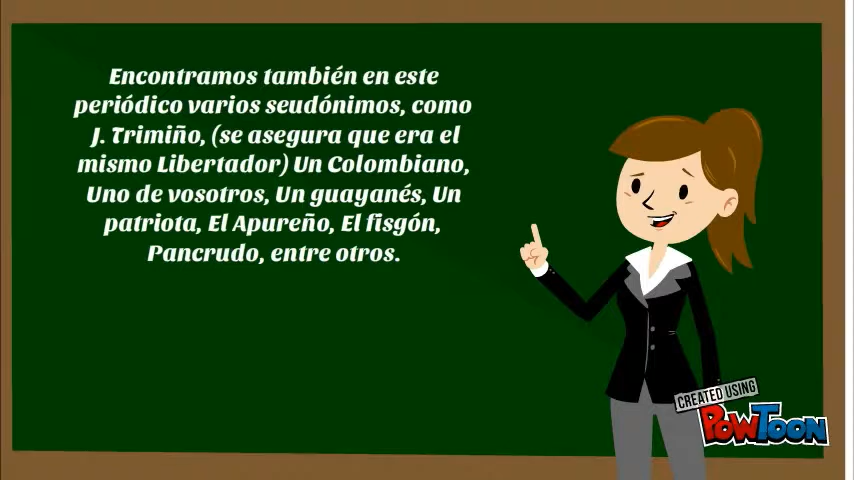 Encontramos también en este
periódico varios seudónimos, como
J. Trimiño, (se asegura que era el
mismo Libertador) Un Colombiano,
Uno de vosotros, Un guayanés, Un
patriota, El Apureño, El fisgón,
Pancrudo, entre otros.
CREATED USING
POWTOON